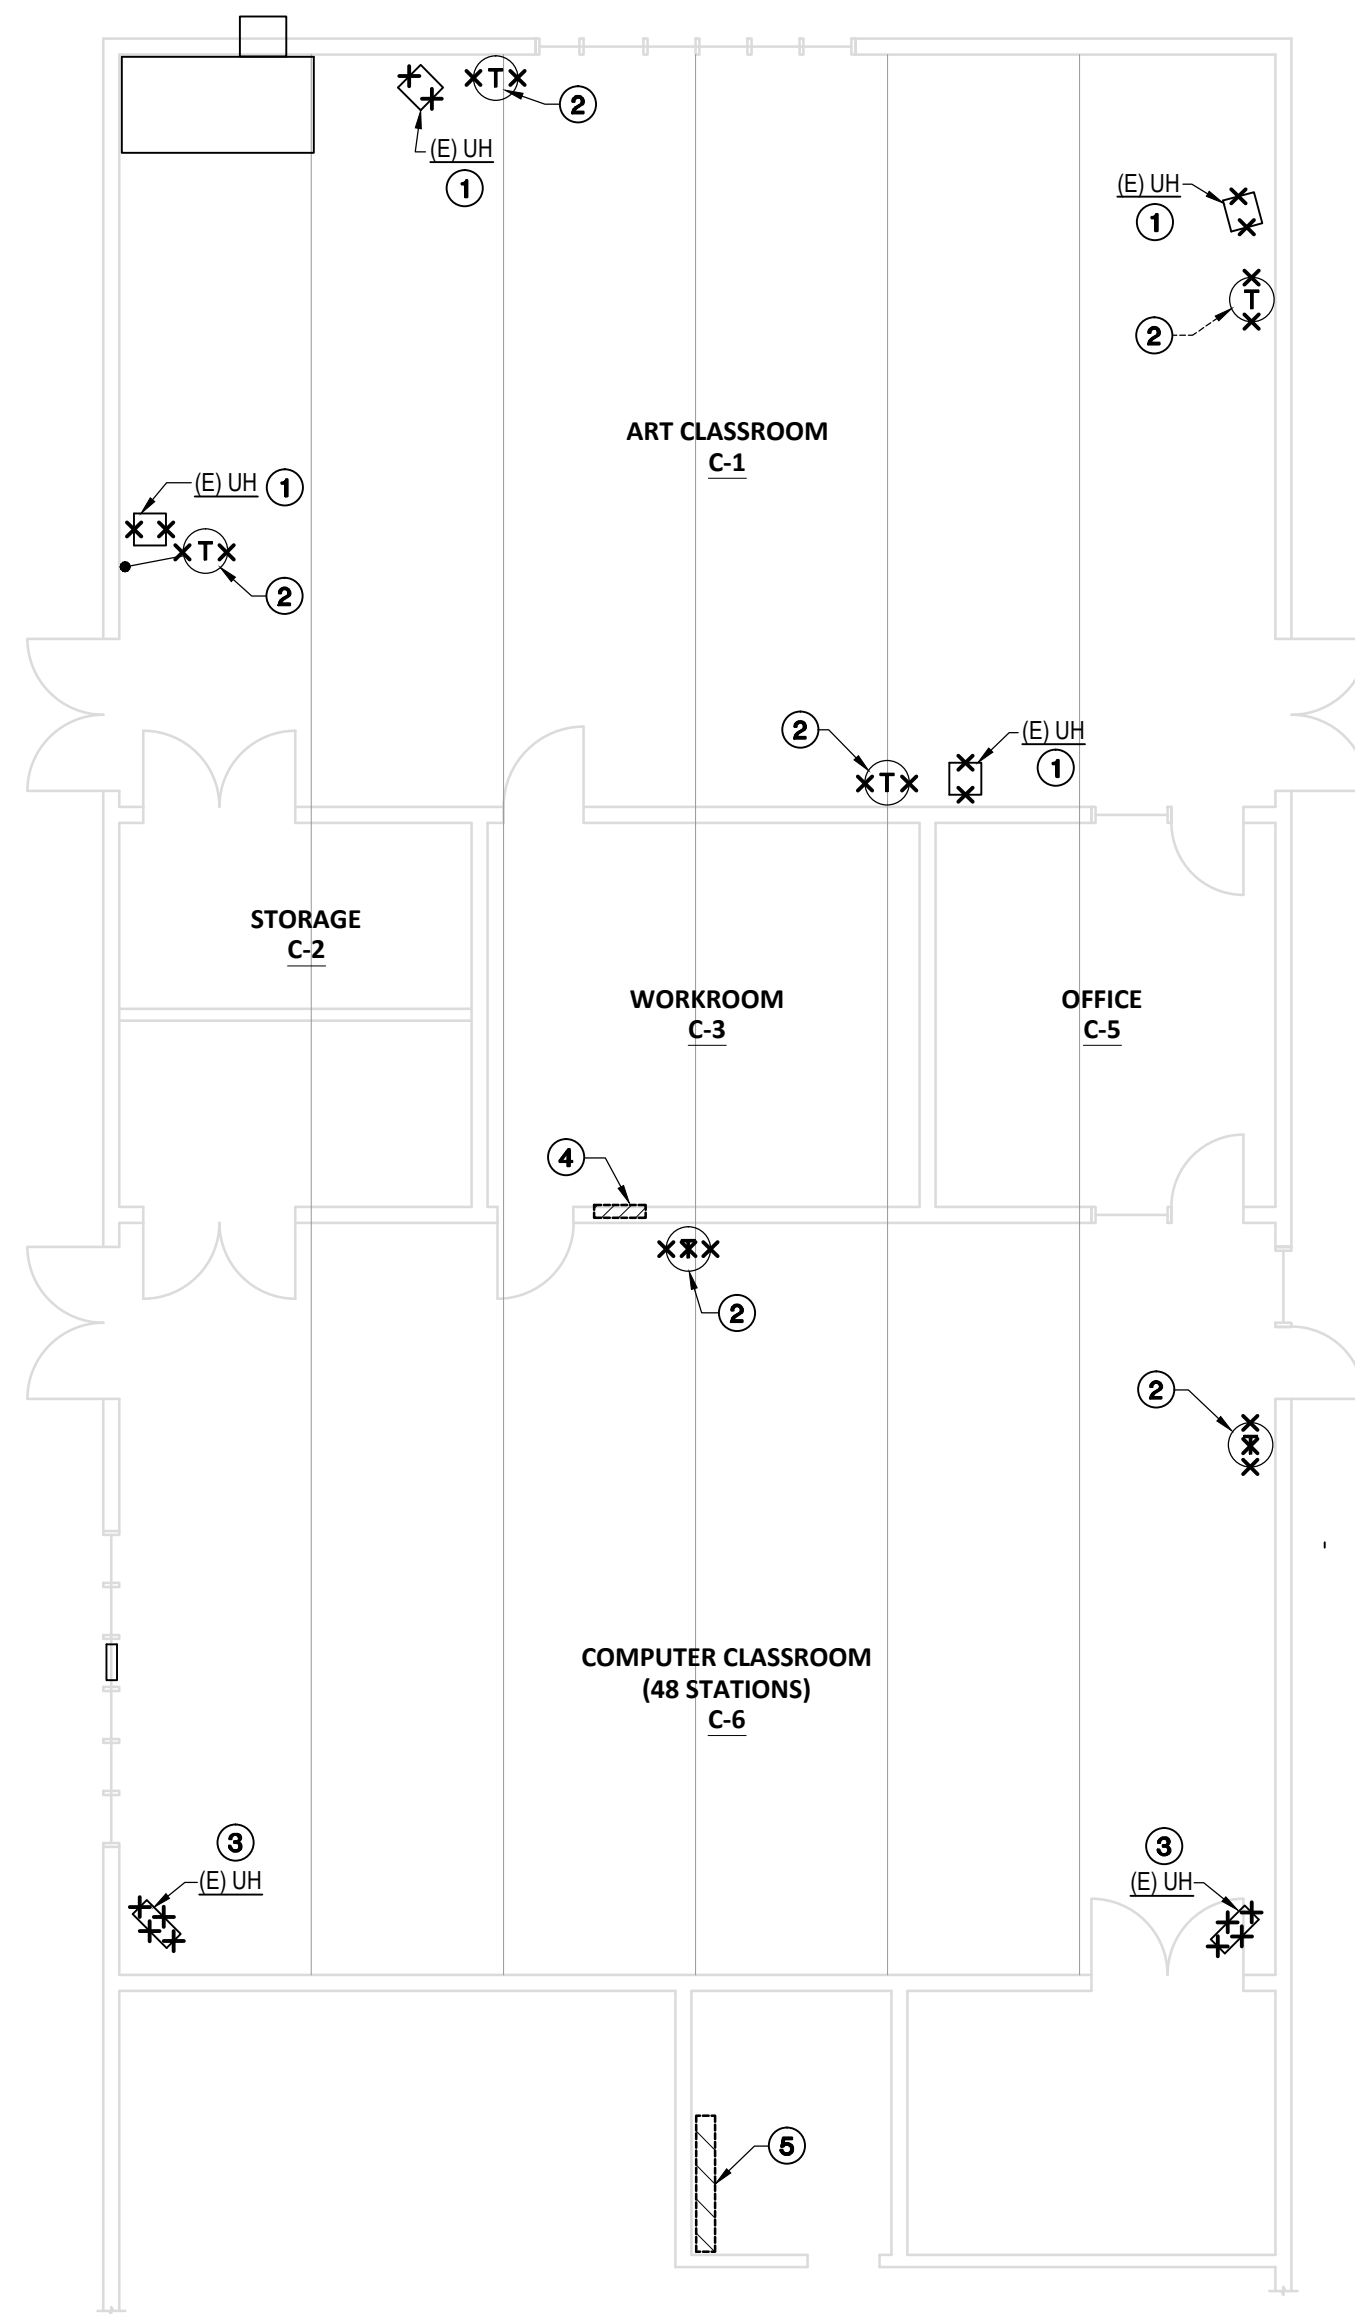 T
2
(E) UH
1
(E) UH
1
T
2
ART CLASSROOM
C-1
(E) UH 1
T
2
2
T
(E) UH
1
STORAGE
C-2
WORKROOM
C-3
OFFICE
C-5
4
T
2
2
T
COMPUTER CLASSROOM
(48 STATIONS)
C-6
3
(E) UH
3
(E) UH
5